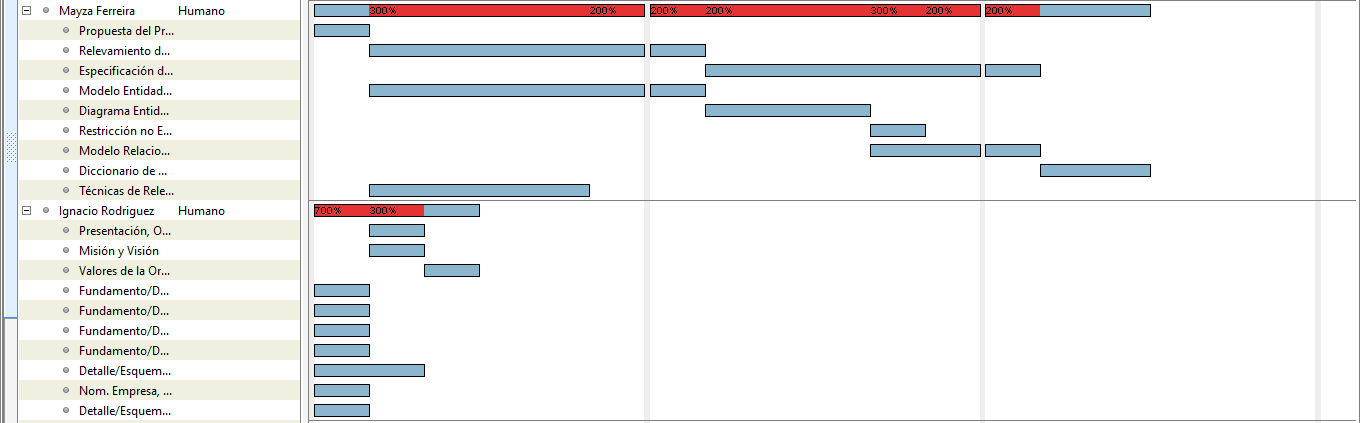 Mayza Ferreira Humano 300% 200% 200% 200% 300% 200% 200%
Propuesta del Pr...
Relevamiento d...
Especificación d...
Modelo Entidad...
Diagrama Entid...
Restricción no E...
Modelo Relacio...
Diccionario de ...
Técnicas de Rele...
Ignacio Rodriguez Humano 700% 300%
Presentación, O...
Misión y Visión
Valores de la Or...
Fundamento/D...
Fundamento/D...
Fundamento/D...
Fundamento/D...
Detalle/Esquem...
Nom. Empresa, ...
Detalle/Esquem...